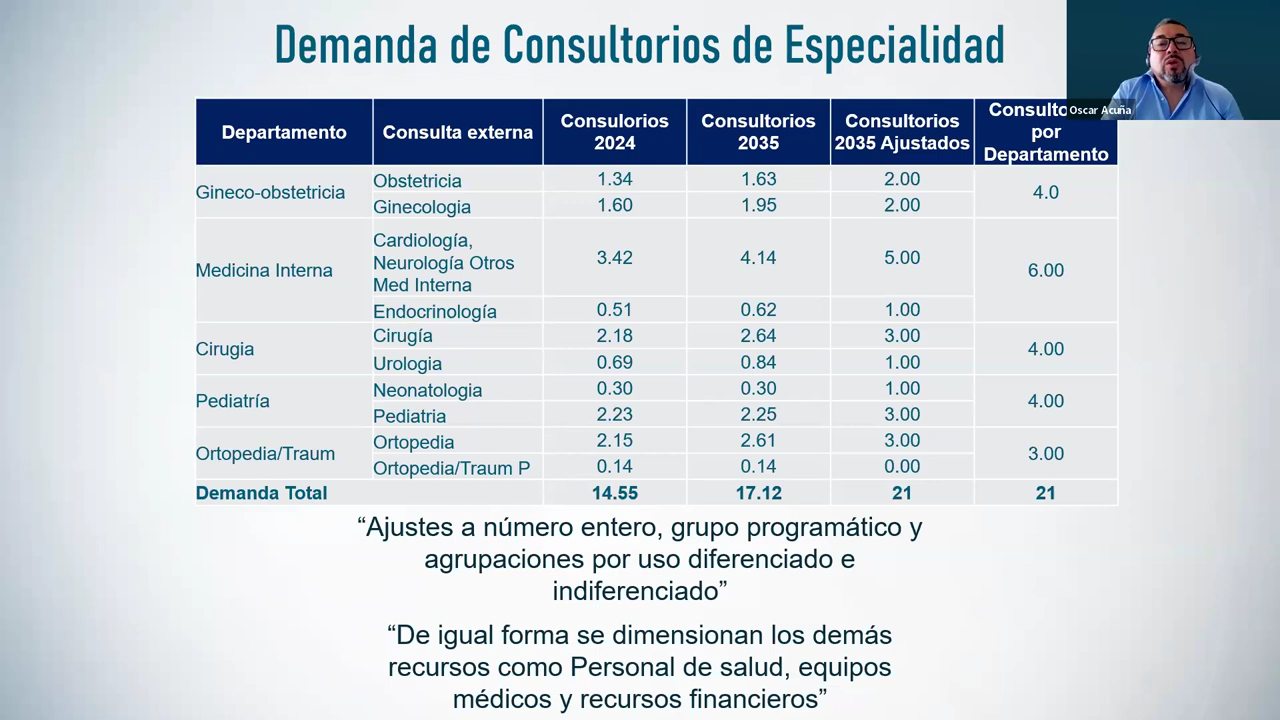 Demanda de Consultorios de Especialidad
Oscar Acuña
Departamento
Consulta externa
Consulorios
2024
Consultorios
2035
Consultorios
2035 Ajustados
por
Departamento
Gineco-obstetricia
Obstetricia
1.34
1.63
2.00
4.0
Ginecologia
1.60
1.95
2.00
Medicina Interna
Cardiología,
Neurología Otros
Med Interna
3.42
4.14
5.00
6.00
Endocrinología
0.51
0.62
1.00
Cirugia
Cirugía
2.18
2.64
3.00
4.00
Urologia
0.69
0.84
1.00
Pediatría
Neonatologia
0.30
0.30
1.00
4.00
Pediatria
2.23
2.25
3.00
Ortopedia/Traum
Ortopedia
2.15
2.61
3.00
3.00
Ortopedia/Traum P
0.14
0.14
0.00
Demanda Total
14.55
17.12
21
21
“Ajustes a número entero, grupo programático y
agrupaciones por uso diferenciado e
indiferenciado”
“De igual forma se dimensionan los demás
recursos como Personal de salud, equipos
médicos y recursos financieros”